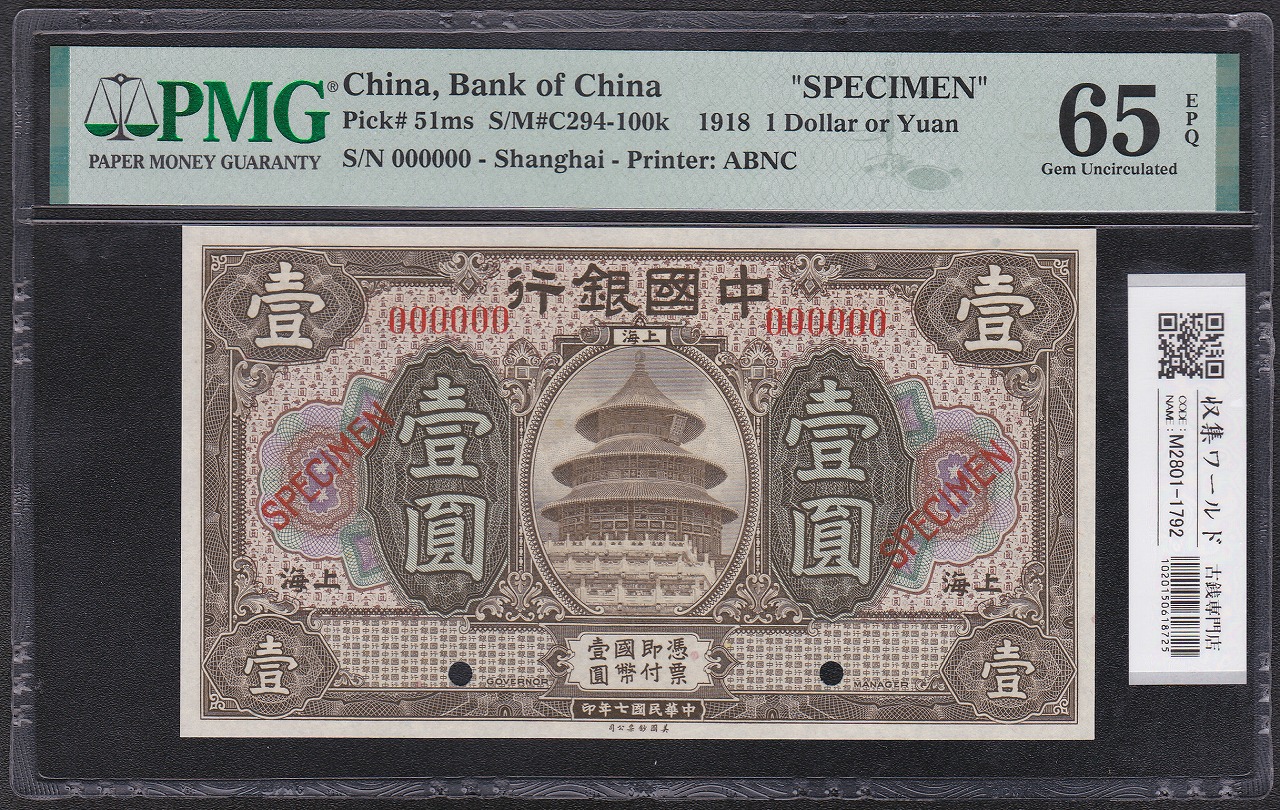 PMG®
PAPER MONEY GUARANTY
China, Bank of China "SPECIMEN"
Pick# 51ms S/M#C294-100k 1918 1 Dollar or Yuan
S/N 000000 - Shanghai - Printer: ABNC
65 EPQ
Gem Uncirculated
行銀國中
壹 壹
000000 000000
海上
壹圓 壹圓
SPECIMEN SPECIMEN
海上 海上
壹 壹
憑票
即付
國幣
壹圓
GOVERNOR MANAGER
印年七國民華中
司公票鈔國美
収集ワールド 古銭専門店
CODE NAME : M2801-1792
1020150618725